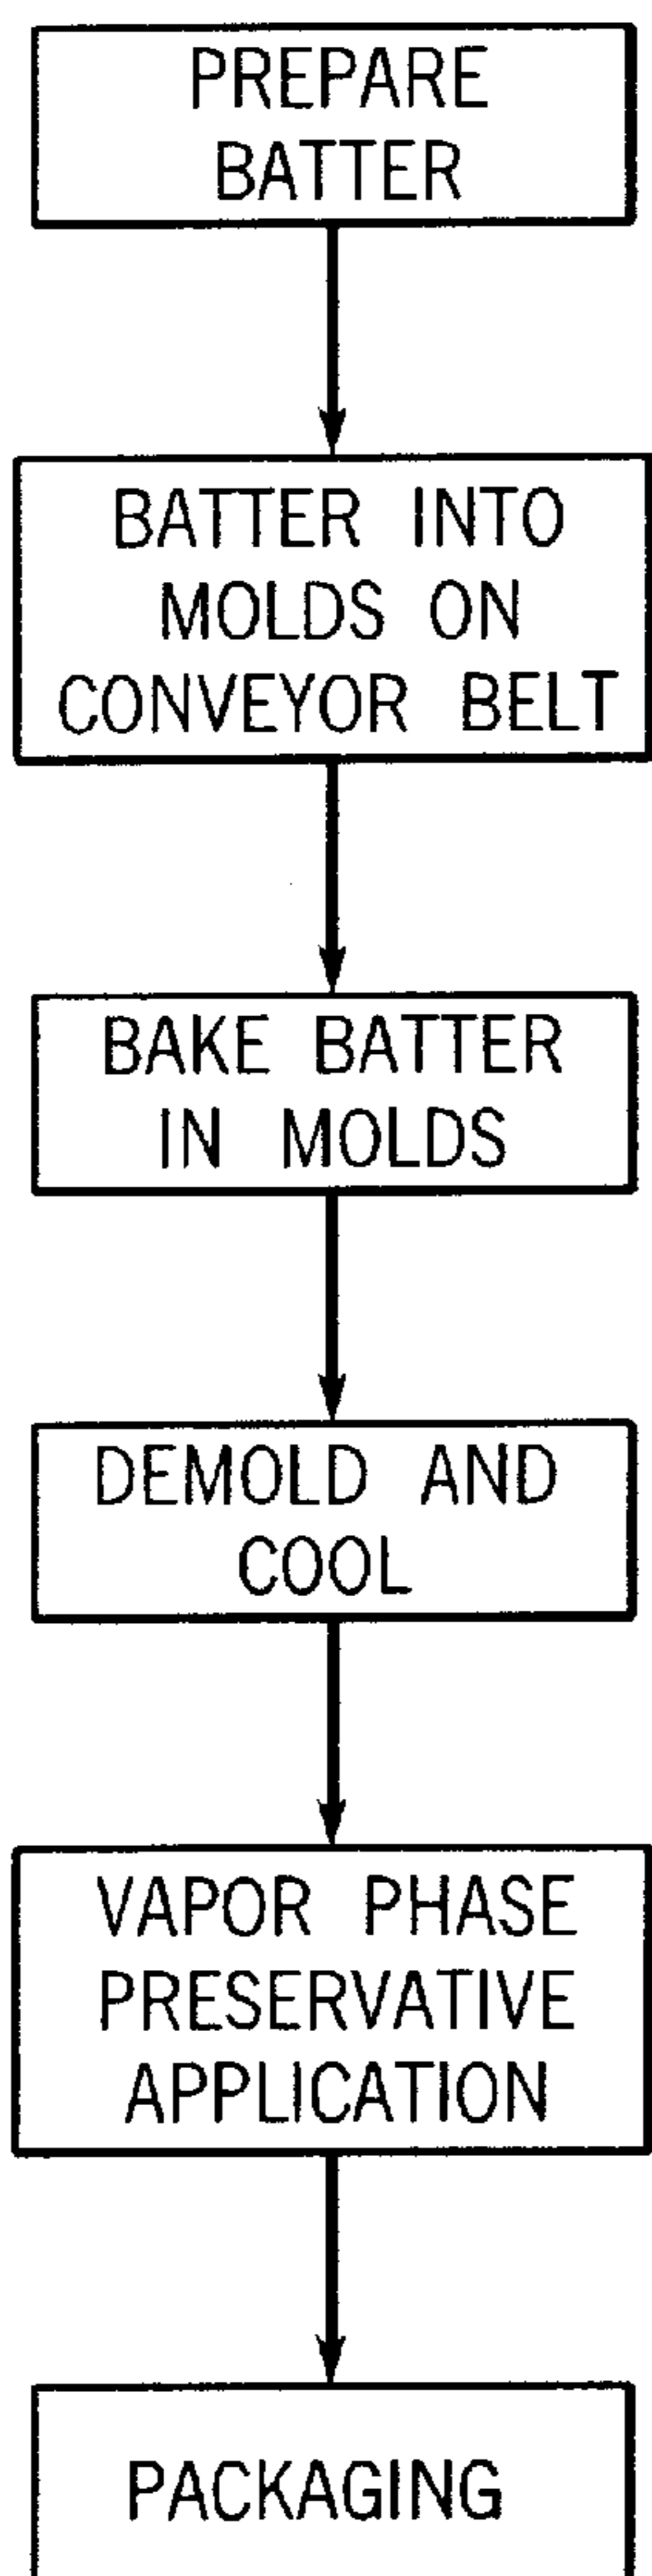 PREPARE
BATTER
BATTER INTO
MOLDS ON
CONVEYOR BELT
BAKE BATTER
IN MOLDS
DEMOLD AND
COOL
VAPOR PHASE
PRESERVATIVE
APPLICATION
PACKAGING